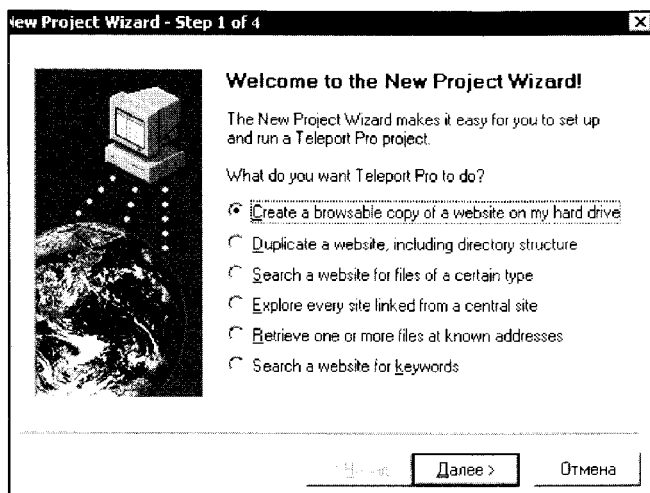 New Project Wizard - Step 1 of 4
Welcome to the New Project Wizard!
The New Project Wizard makes it easy for you to set up
and run a Teleport Pro project.
What do you want Teleport Pro to do?
Create a browsable copy of a website on my hard drive
Duplicate a website, including directory structure
Search a website for files of a certain type
Explore every site linked from a central site
Retrieve one or more files at known addresses
Search a website for keywords
Далее > Отмена